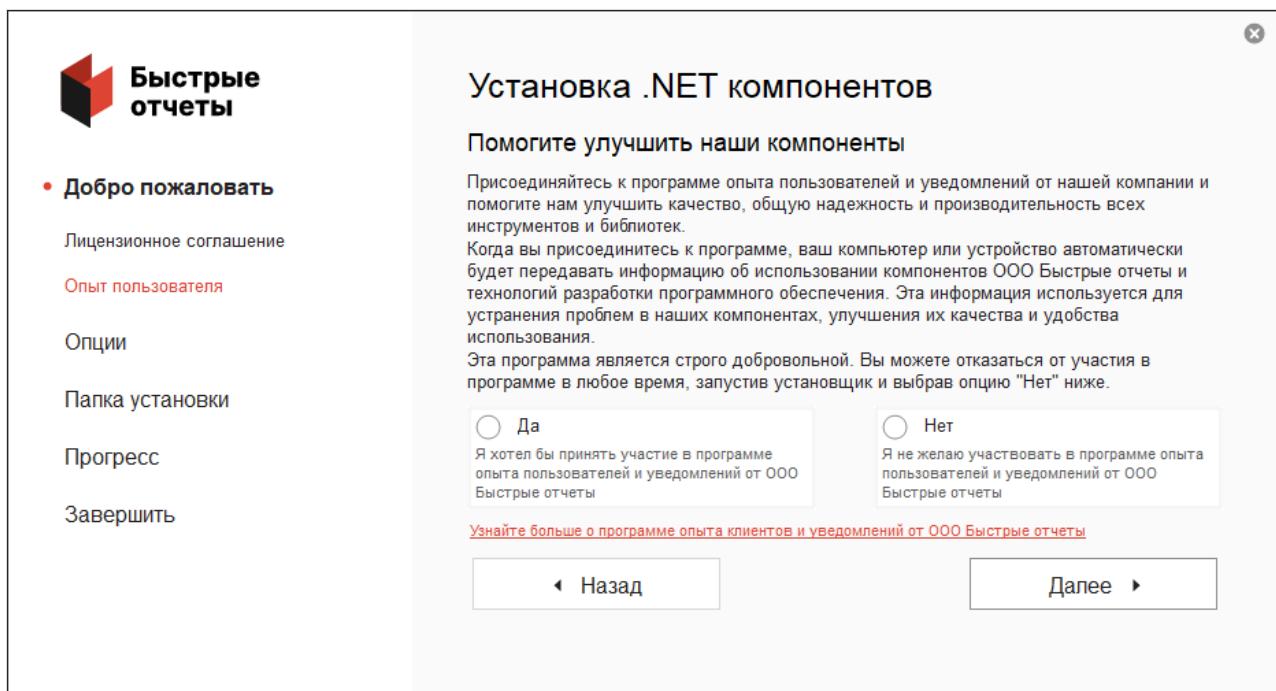 Быстрые
отчеты
Добро пожаловать
Лицензионное соглашение
Опыт пользователя
Опции
Папка установки
Прогресс
Завершить
Установка .NET компонентов
Помогите улучшить наши компоненты
Присоединяйтесь к программе опыта пользователей и уведомлений от нашей компании и
помогите нам улучшить качество, общую надежность и производительность всех
инструментов и библиотек.
Когда вы присоединитесь к программе, ваш компьютер или устройство автоматически
будет передавать информацию об использовании компонентов ООО Быстрые отчеты и
технологий разработки программного обеспечения. Эта информация используется для
устранения проблем в наших компонентах, улучшения их качества и удобства
использования.
Эта программа является строго добровольной. Вы можете отказаться от участия в
программе в любое время, запустив установщик и выбрав опцию "Нет" ниже.
Да
Я хотел бы принять участие в программе
опыта пользователей и уведомлений от ООО
Быстрые отчеты
Нет
Я не желаю участвовать в программе опыта
пользователей и уведомлений от ООО
Быстрые отчеты
Узнайте больше о программе опыта клиентов и уведомлений от ООО Быстрые отчеты
Назад
Далее